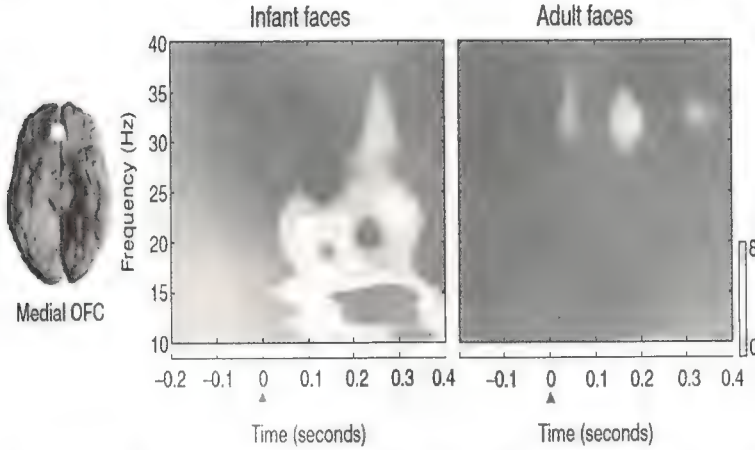 Infant faces
Adult faces
Frequency (Hz)
40
35
30
25
20
15
10
Medial OFC
8
0
-0.2 -0.1 0 0.1 0.2 0.3 0.4
-0.1 0 0.1 0.2 0.3 0.4
Time (seconds)
Time (seconds)